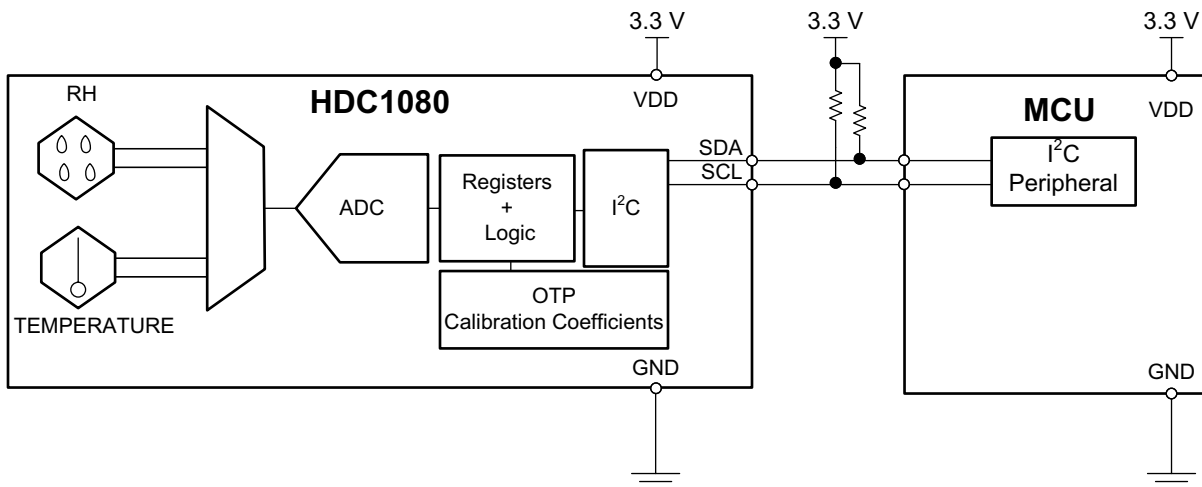 3.3 V
3.3 V
3.3 V
RH
HDC1080
VDD
MCU
VDD
SDA
SCL
I²C
Peripheral
ADC
Registers
+
Logic
I²C
OTP
Calibration Coefficients
TEMPERATURE
GND
GND